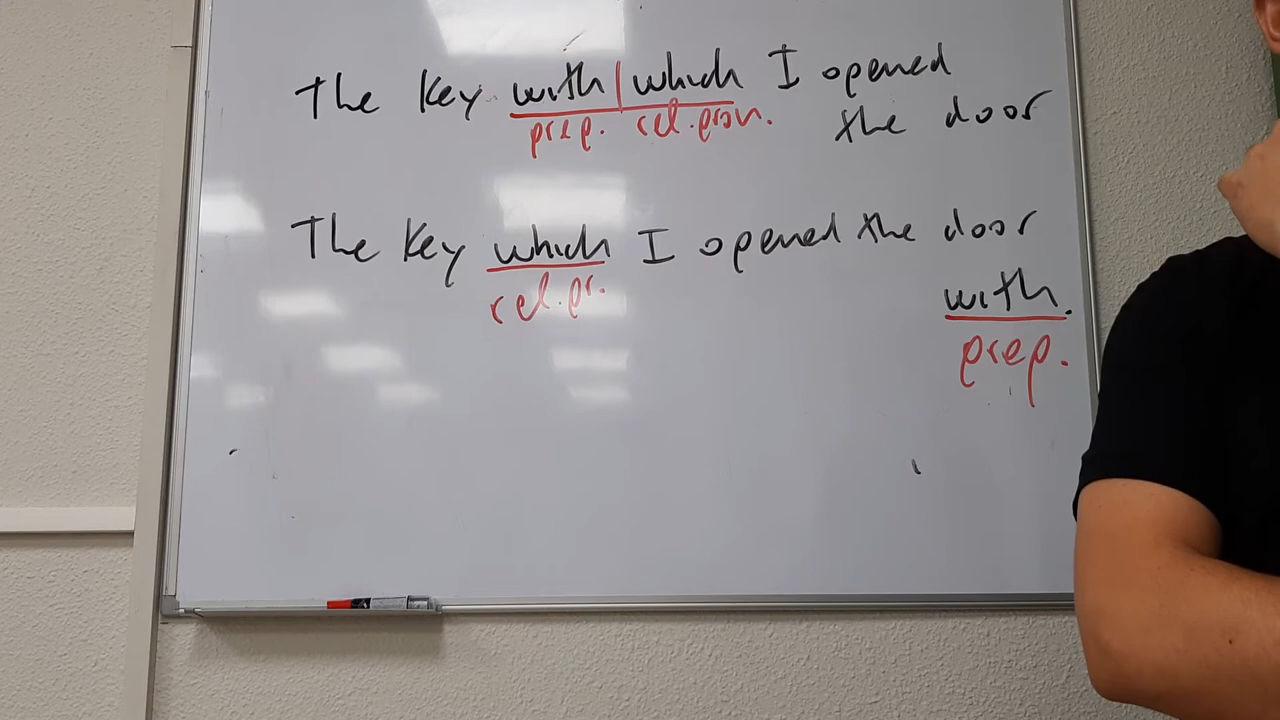 The key with | which I opened
prep. rel.pron. the door
The key which I opened the door
rel.pr. with.
prep.